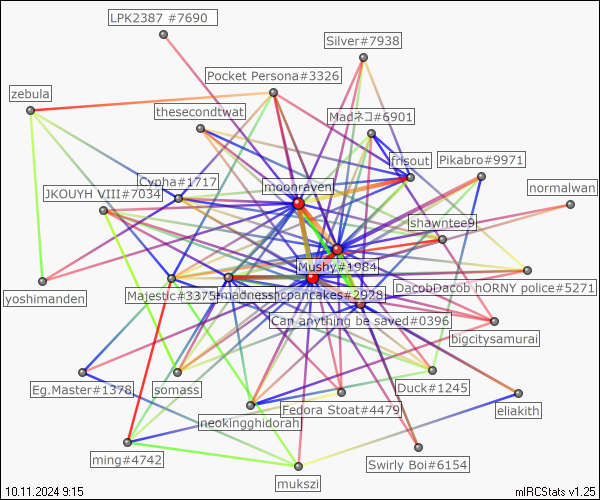 LPK2387 #7690
Silver#7938
Pocket Persona#3326
zebula
thesecondtwat
Madネコ#6901
frisout
Pikabro#9971
Cypha#1717
moonraven
normalwan
JKOUYH VIII#7034
shawntee9
Mushy#1984
yoshimanden
Majestic#3375
DacobDacob hORNY police#5271
Can anything be saved#0396
bigcitysamurai
Eg.Master#1378
somass
Duck#1245
Fedora Stoat#4479
eliakith
neokingghidorah
ming#4742
Swirly Boi#6154
mukszi
10.11.2024 9:15
mIRCStats v1.25